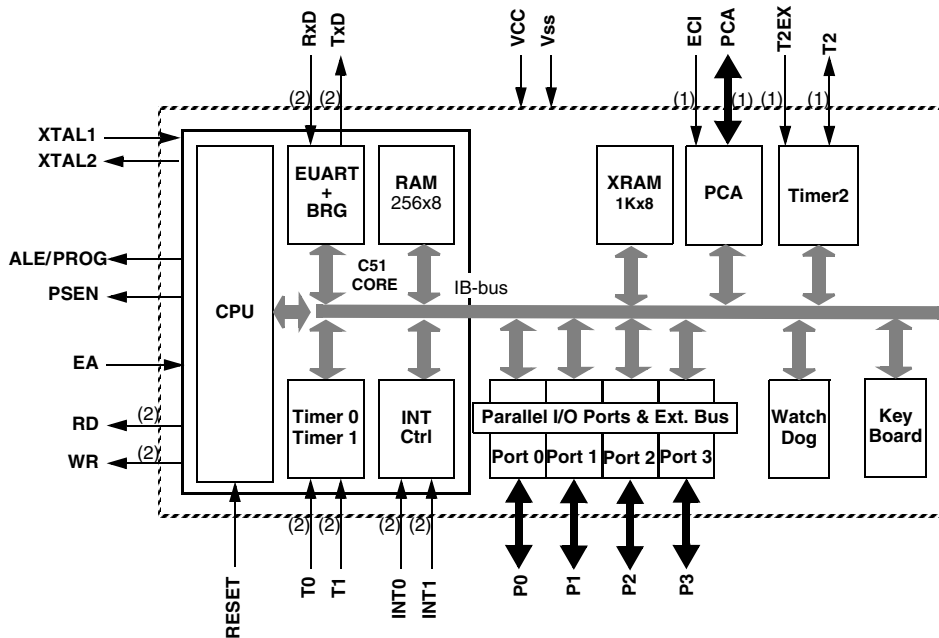 RxD
TxD
VCC
Vss
ECI
PCA
T2EX
T2
(2) (2)
(1) (1) (1) (1)
XTAL1
XTAL2
EUART
+
BRG
RAM
256x8
XRAM
1Kx8
PCA
Timer2
ALE/PROG
PSEN
C51
CORE
IB-bus
CPU
EA
RD
(2)
WR
(2)
Timer 0
Timer 1
INT
Ctrl
Parallel I/O Ports & Ext. Bus
Port 0 Port 1 Port 2 Port 3
Watch
Dog
Key
Board
(2) (2) (2) (2)
RESET
T0
T1
INT0
INT1
P0
P1
P2
P3